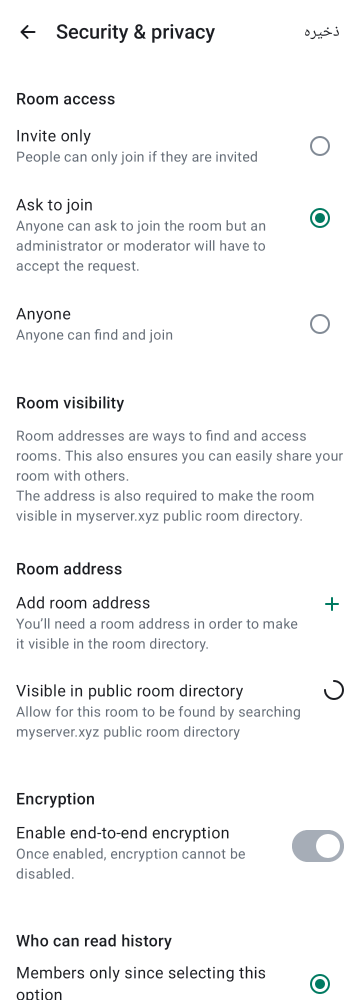 Security & privacy
ذخیره
Room access
Invite only
People can only join if they are invited
Ask to join
Anyone can ask to join the room but an
administrator or moderator will have to
accept the request.
Anyone
Anyone can find and join
Room visibility
Room addresses are ways to find and access
rooms. This also ensures you can easily share your
room with others.
The address is also required to make the room
visible in myserver.xyz public room directory.
Room address
Add room address
You’ll need a room address in order to make
it visible in the room directory.
Visible in public room directory
Allow for this room to be found by searching
myserver.xyz public room directory
Encryption
Enable end-to-end encryption
Once enabled, encryption cannot be
disabled.
Who can read history
Members only since selecting this
option